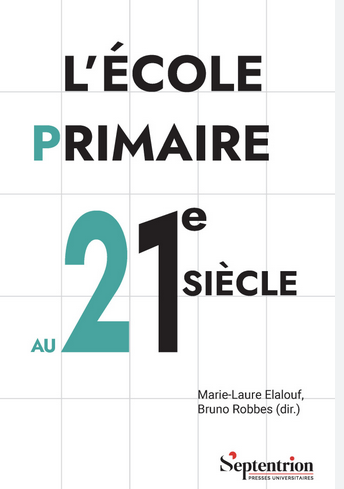 L'ÉCOLE
PRIMAIRE
AU 21e SIÈCLE
Marie-Laure Elalouf,
Bruno Robbes (dir.)
Septentrion
PRESSES UNIVERSITAIRES